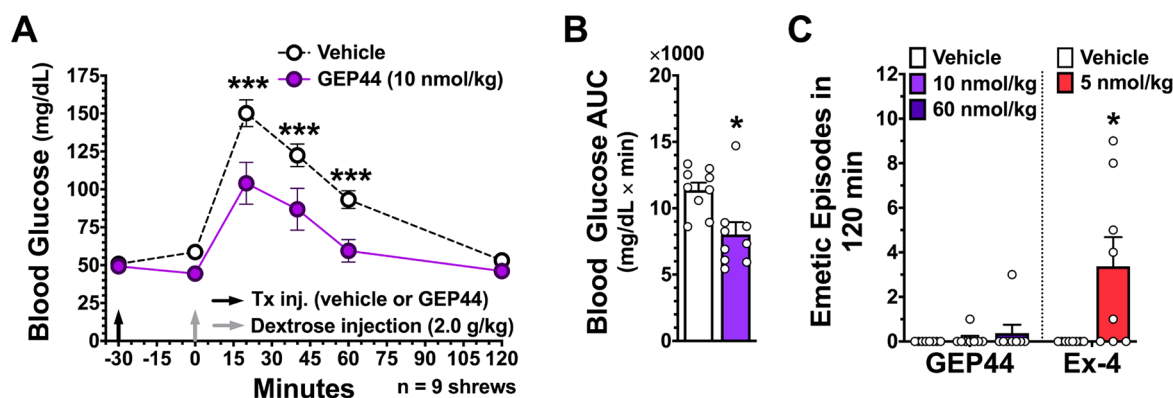 A
Vehicle
GEP44 (10 nmol/kg)
Blood Glucose (mg/dL)
175
150
125
100
75
50
25
0
***
***
***
Tx inj. (vehicle or GEP44)
Dextrose injection (2.0 g/kg)
-30 -15 0 15 30 45 60 75 90 105 120
Minutes
n = 9 shrews
B
×1000
Blood Glucose AUC
(mg/dL × min)
20
15
10
5
0
*
C
Vehicle
10 nmol/kg
60 nmol/kg
Vehicle
5 nmol/kg
Emetic Episodes in
120 min
12
10
8
6
4
2
0
*
GEP44
Ex-4